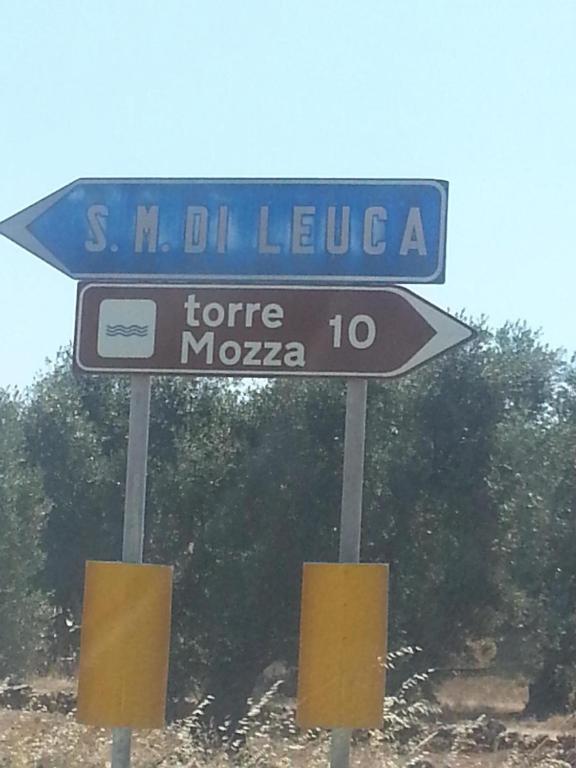 S. M. DI LEUCA
torre 10
Mozza